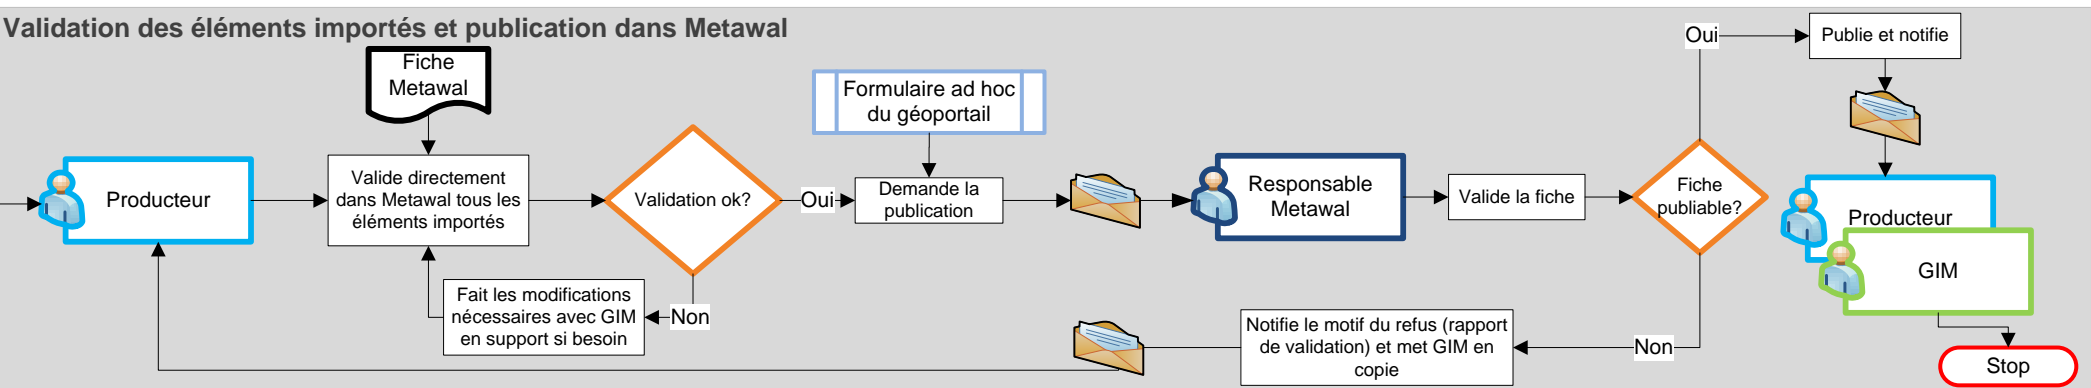 Validation des éléments importés et publication dans Metawal
Fiche
Metawal
Producteur
Valide directement
dans Metawal tous les
éléments importés
Validation ok?
Oui
Non
Fait les modifications
nécessaires avec GIM
en support si besoin
Formulaire ad hoc
du géoportail
Demande la
publication
Responsable
Metawal
Valide la fiche
Fiche
publiable?
Oui
Publie et notifie
Producteur
GIM
Stop
Non
Notifie le motif du refus (rapport
de validation) et met GIM en
copie